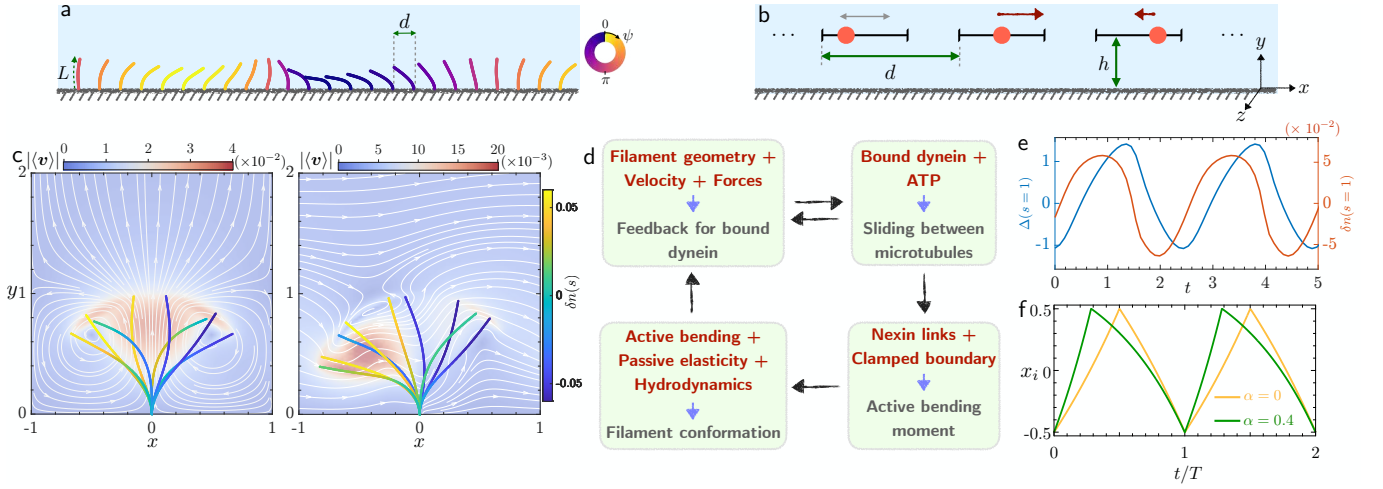 a
d
L
0
ψ
π
b
· · ·
· · ·
d
h
y
x
z
c
|⟨v⟩|
0 1 2 3 4
(×10⁻²)
2
y1
0
-1 0 1
x
|⟨v⟩|
0 10 20
(×10⁻³)
2
1
0
-1 0 1
x
0.05
0
-0.05
δn(s)
d
Filament geometry +
Velocity + Forces
Feedback for bound
dynein
Bound dynein +
ATP
Sliding between
microtubules
Active bending +
Passive elasticity +
Hydrodynamics
Filament conformation
Nexin links +
Clamped boundary
Active bending
moment
e
(× 10⁻²)
1
0
-1
Δ(s = 1)
5
0
-5
δn(s = 1)
0 1 2 3 4 5
t
f
0.5
xᵢ 0
-0.5
α = 0
α = 0.4
0 1 2
t/T